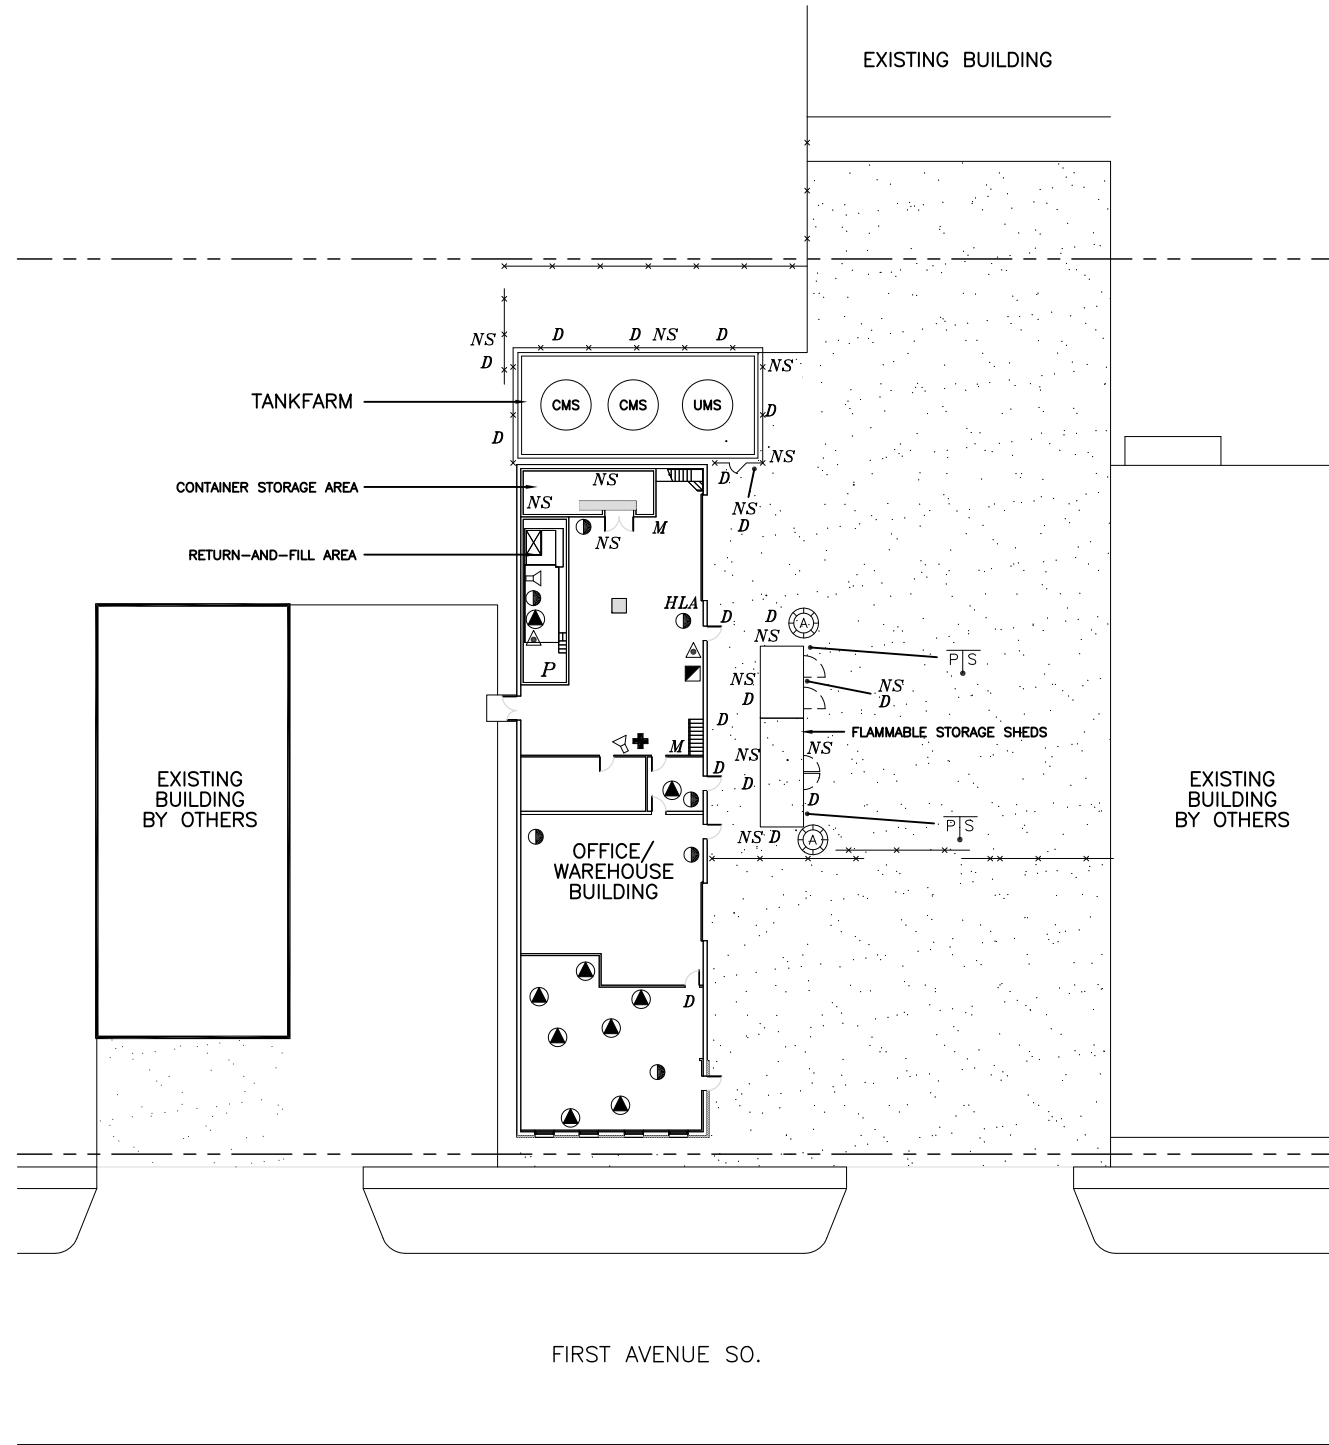 EXISTING BUILDING
D
D
NS
D
NS
D
NS
TANKFARM
CMS
CMS
UMS
D
D
NS
CONTAINER STORAGE AREA
NS
NS
D
NS
D
M
RETURN-AND-FILL AREA
NS
HLA
D
D
A
NS
P S
P
NS
D
NS
D
D
FLAMMABLE STORAGE SHEDS
M
NS
NS
D
D
D
EXISTING
BUILDING
BY OTHERS
EXISTING
BUILDING
BY OTHERS
P S
NS D
A
OFFICE/
WAREHOUSE
BUILDING
D
FIRST AVENUE SO.